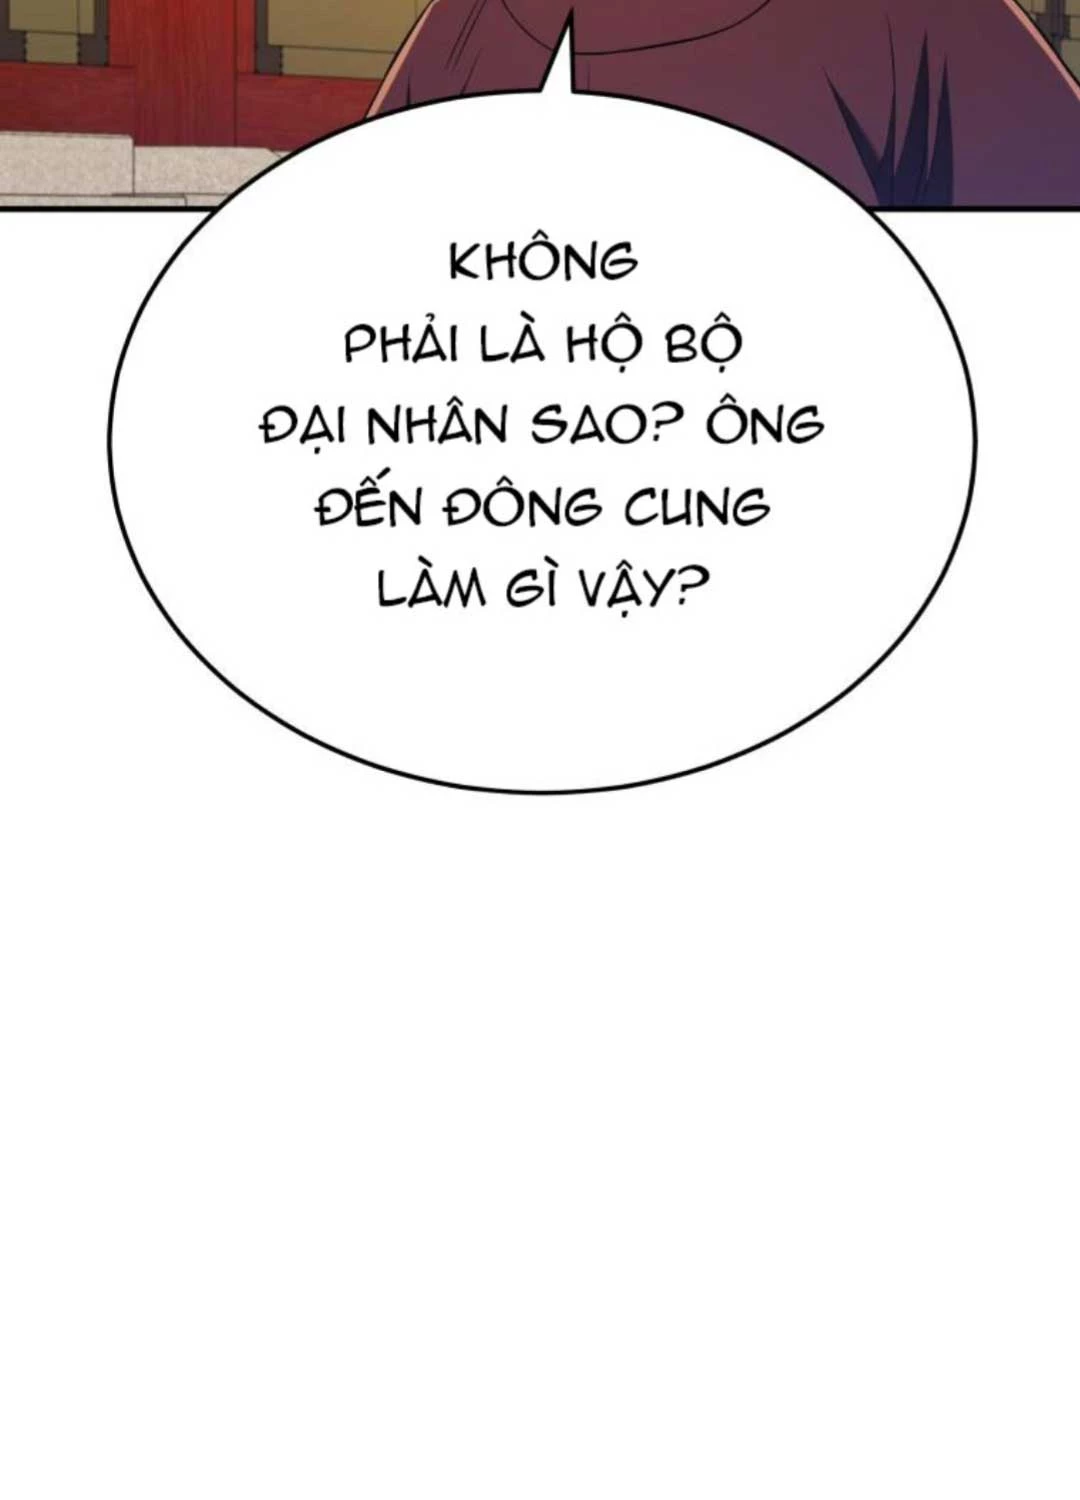 KHÔNG
PHẢI LÀ HỘ BỘ
ĐẠI NHÂN SAO? ÔNG
ĐẾN ĐÔNG CUNG
LÀM GÌ VẬY?